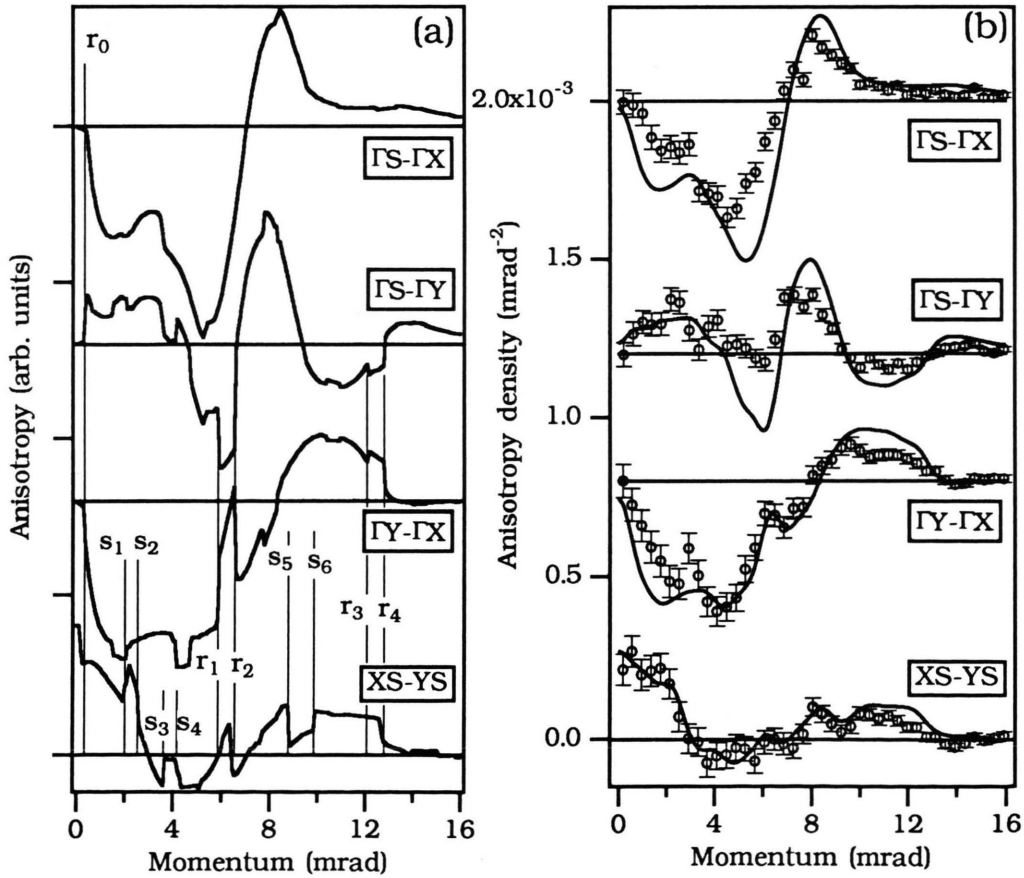 (a)
r0
ΓS-ΓX
ΓS-ΓY
ΓY-ΓX
s1 s2
s5
s6
r3 r4
r1 r2
XS-YS
s3 s4
Anisotropy (arb. units)
0 4 8 12 16
Momentum (mrad)
(b)
2.0x10-3
ΓS-ΓX
1.5
ΓS-ΓY
1.0
ΓY-ΓX
0.5
XS-YS
0.0
Anisotropy density (mrad-2)
0 4 8 12 16
Momentum (mrad)